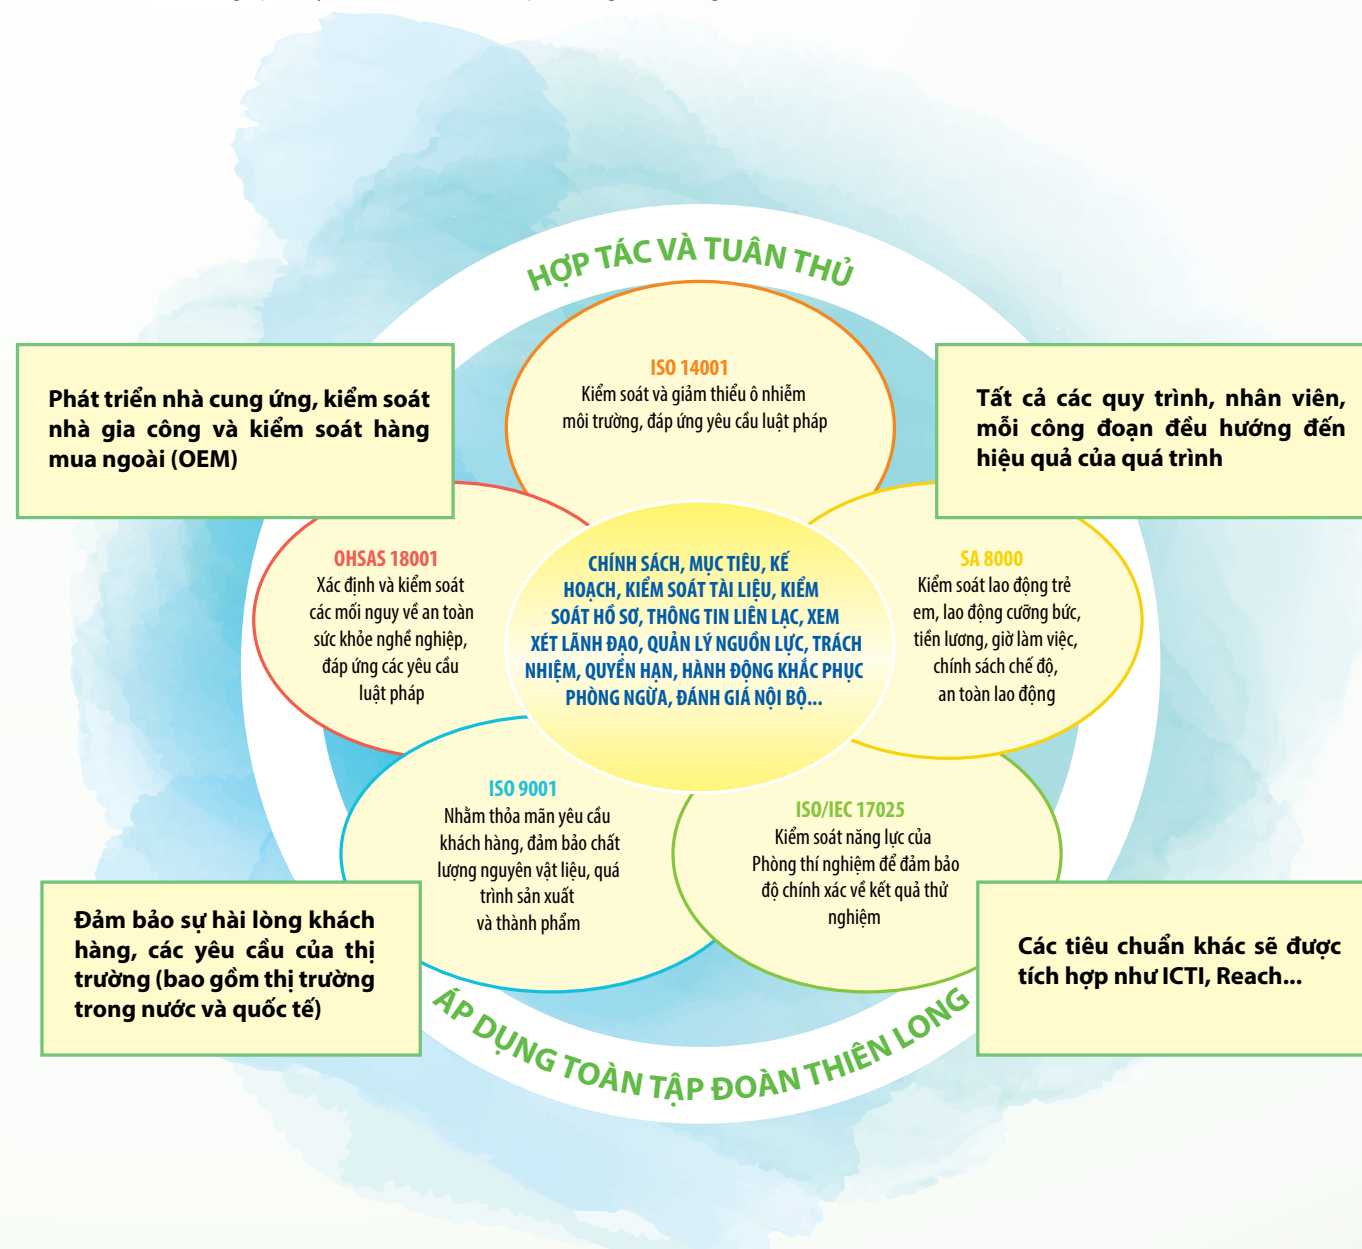 HỢP TÁC VÀ TUÂN THỦ
ISO 14001
Kiểm soát và giảm thiểu ô nhiễm
môi trường, đáp ứng yêu cầu luật pháp
Phát triển nhà cung ứng, kiểm soát
nhà gia công và kiểm soát hàng
mua ngoài (OEM)
Tất cả các quy trình, nhân viên,
mỗi công đoạn đều hướng đến
hiệu quả của quá trình
OHSAS 18001
Xác định và kiểm soát
các mối nguy về an toàn
sức khỏe nghề nghiệp,
đáp ứng các yêu cầu
luật pháp
CHÍNH SÁCH, MỤC TIÊU, KẾ
HOẠCH, KIỂM SOÁT TÀI LIỆU, KIỂM
SOÁT HỒ SƠ, THÔNG TIN LIÊN LẠC, XEM
XÉT LÃNH ĐẠO, QUẢN LÝ NGUỒN LỰC, TRÁCH
NHIỆM, QUYỀN HẠN, HÀNH ĐỘNG KHẮC PHỤC
PHÒNG NGỪA, ĐÁNH GIÁ NỘI BỘ...
SA 8000
Kiểm soát lao động trẻ
em, lao động cưỡng bức,
tiền lương, giờ làm việc,
chính sách chế độ,
an toàn lao động
ISO 9001
Nhằm thỏa mãn yêu cầu
khách hàng, đảm bảo chất
lượng nguyên vật liệu, quá
trình sản xuất
và thành phẩm
ISO/IEC 17025
Kiểm soát năng lực của
Phòng thí nghiệm để đảm bảo
độ chính xác về kết quả thử
nghiệm
Đảm bảo sự hài lòng khách
hàng, các yêu cầu của thị
trường (bao gồm thị trường
trong nước và quốc tế)
Các tiêu chuẩn khác sẽ được
tích hợp như ICTI, Reach...
ÁP DỤNG TOÀN TẬP ĐOÀN THIÊN LONG